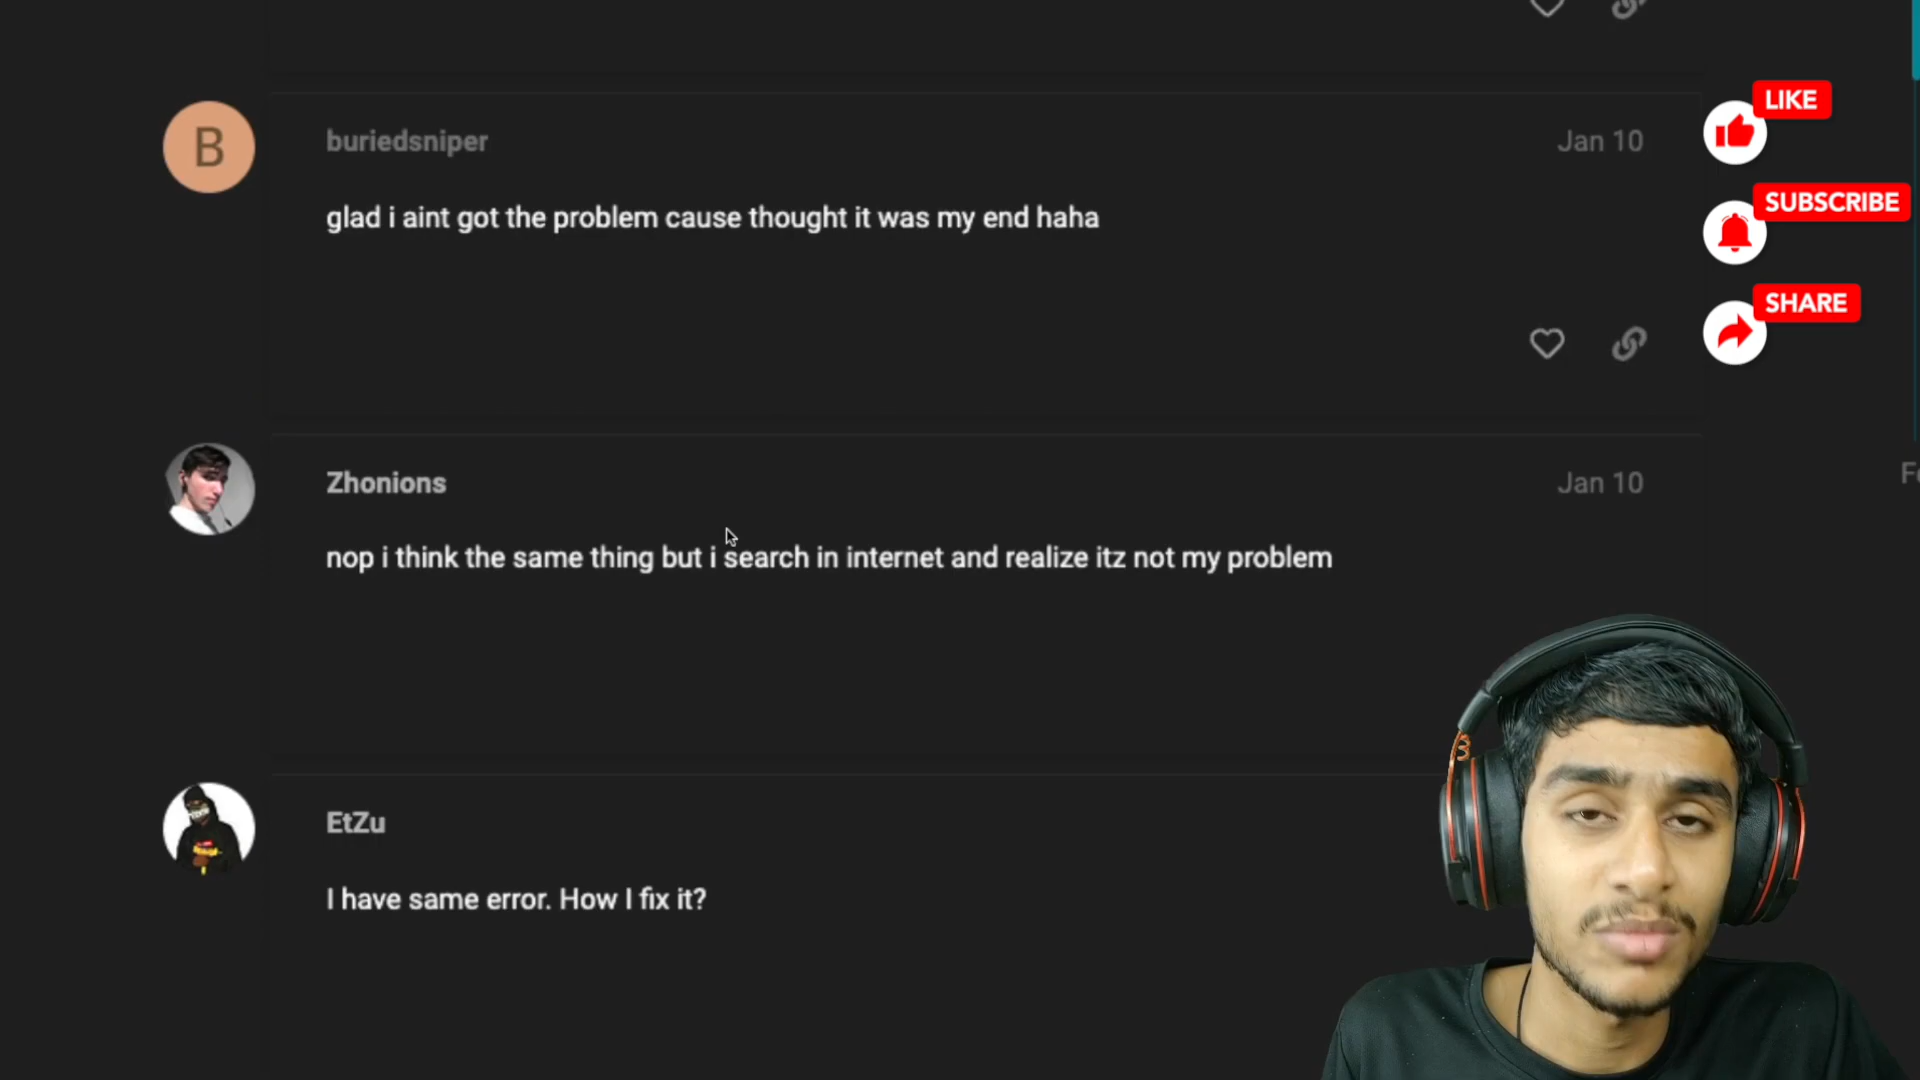 LIKE
B
buriedsniper
Jan 10
SUBSCRIBE
glad i aint got the problem cause thought it was my end haha
SHARE
Zhonions
Jan 10
nop i think the same thing but i search in internet and realize itz not my problem
EtZu
I have same error. How I fix it?